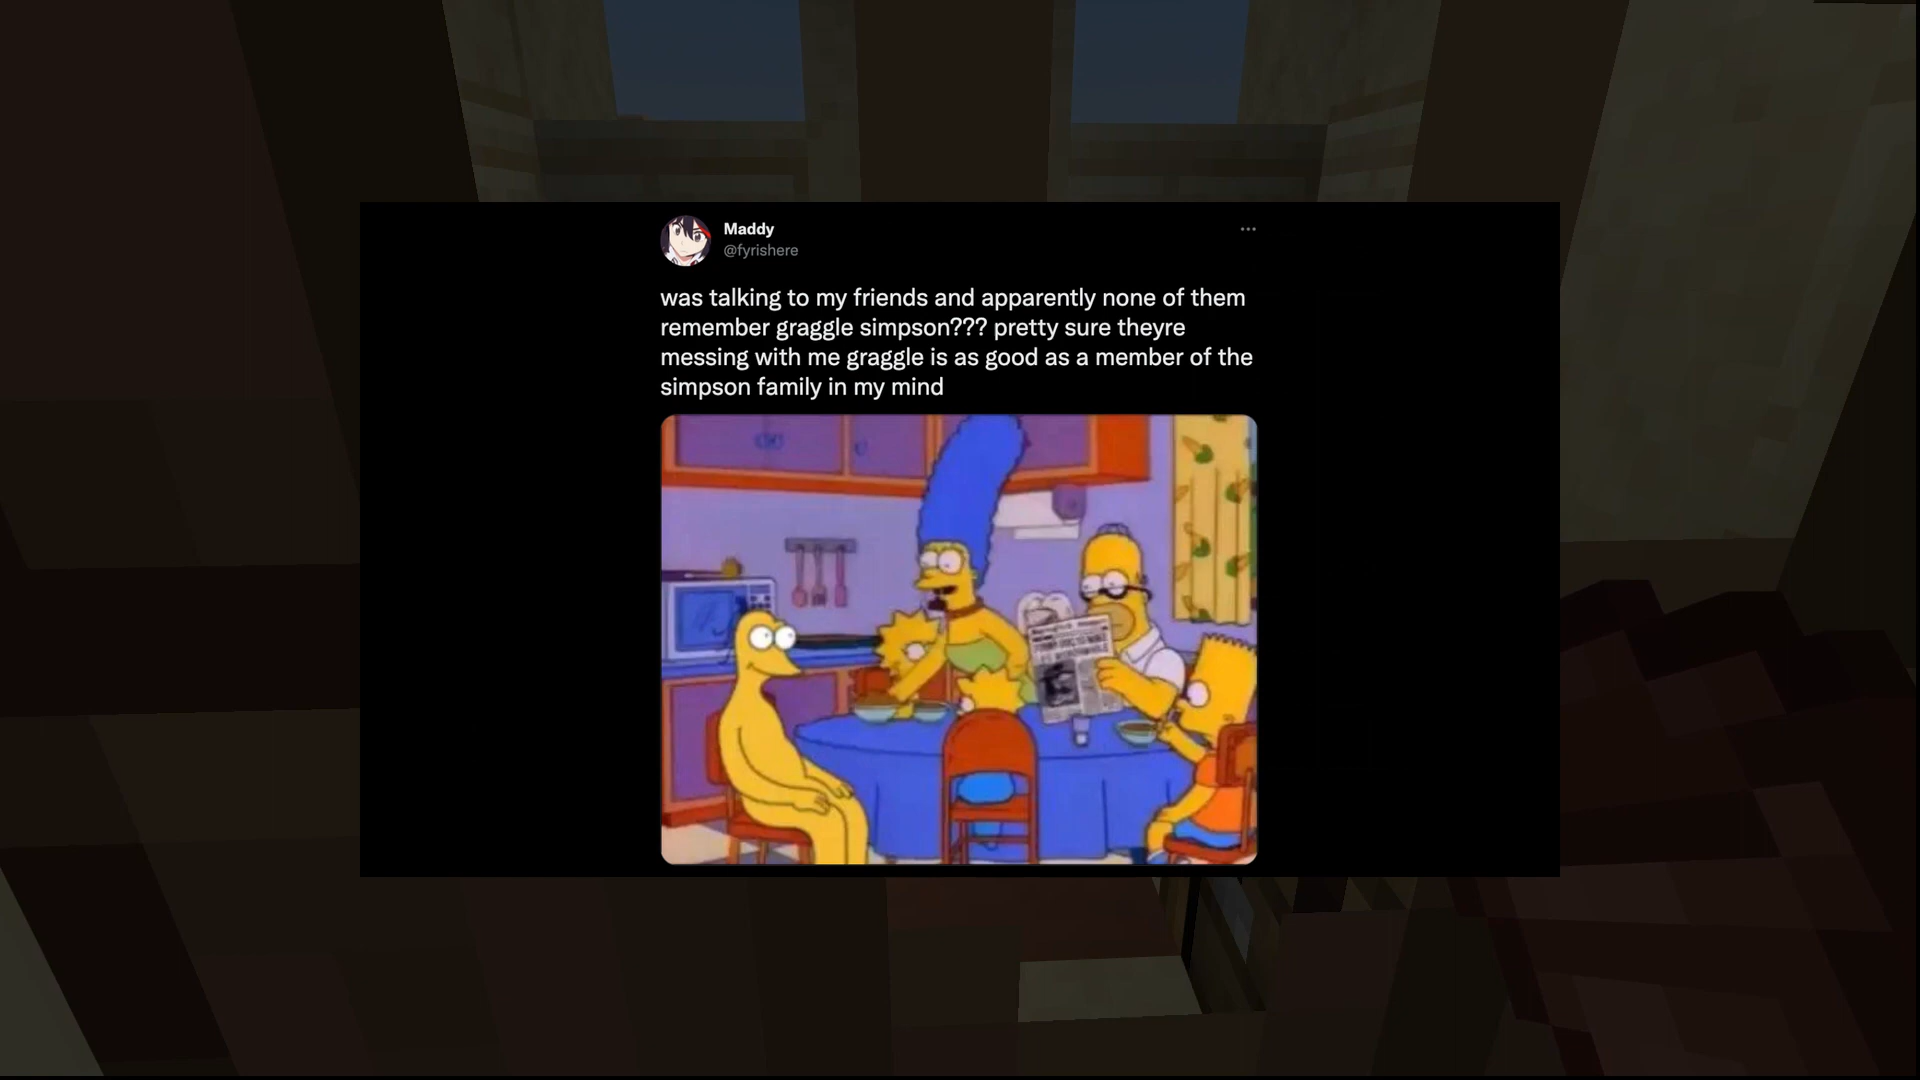 Maddy
@fyrishere
was talking to my friends and apparently none of them
remember graggle simpson??? pretty sure theyre
messing with me graggle is as good as a member of the
simpson family in my mind